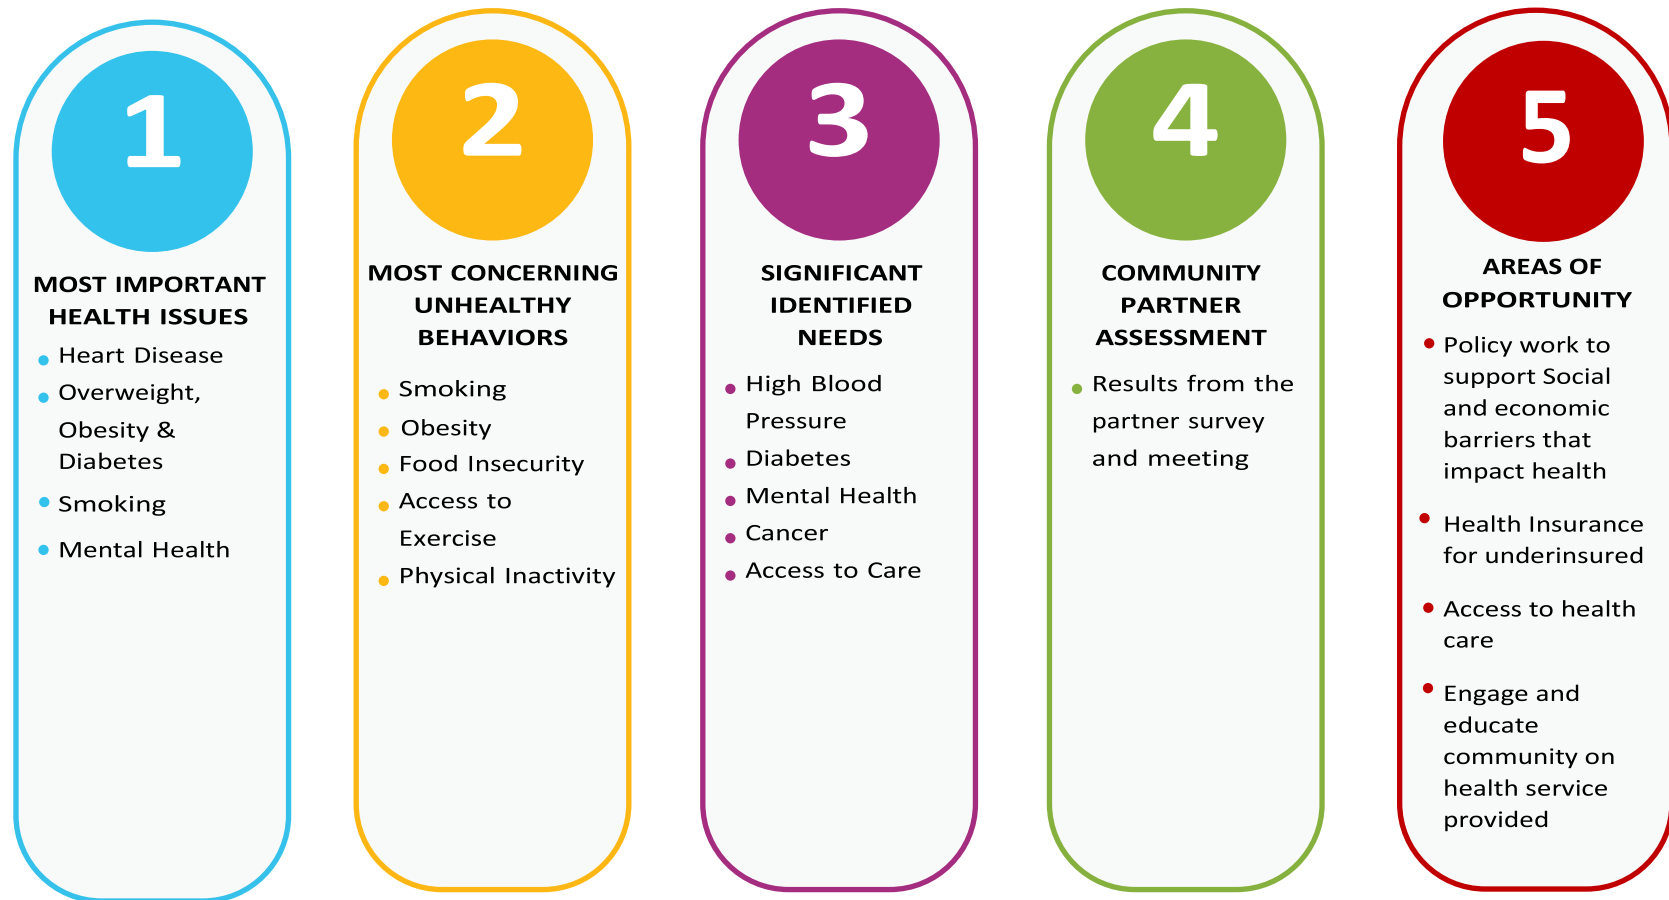 1
MOST IMPORTANT
HEALTH ISSUES
Heart Disease
Overweight,
Obesity &
Diabetes
Smoking
Mental Health
2
MOST CONCERNING
UNHEALTHY
BEHAVIORS
Smoking
Obesity
Food Insecurity
Access to
Exercise
Physical Inactivity
3
SIGNIFICANT
IDENTIFIED
NEEDS
High Blood
Pressure
Diabetes
Mental Health
Cancer
Access to Care
4
COMMUNITY
PARTNER
ASSESSMENT
Results from the
partner survey
and meeting
5
AREAS OF
OPPORTUNITY
Policy work to
support Social
and economic
barriers that
impact health
Health Insurance
for underinsured
Access to health
care
Engage and
educate
community on
health service
provided